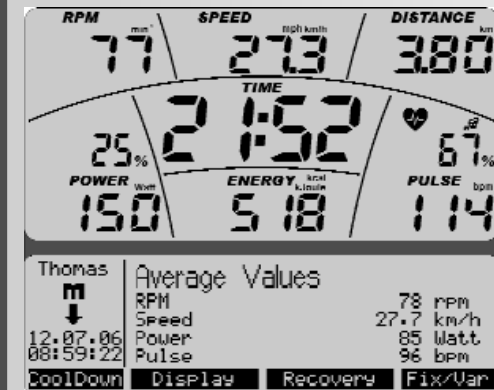 RPM SPEED DISTANCE
min⁻ mph km/h km
77 27.3 3.80
TIME
21:52
25% 67%
POWER Watt ENERGY kcal k.Joule PULSE bpm
150 518 114
Thomas
m
12.07.06
08:59:22
Average Values
RPM 78 rpm
Speed 27.7 km/h
Power 85 Watt
Pulse 96 bpm
CoolDown Display Recovery Fix/Var